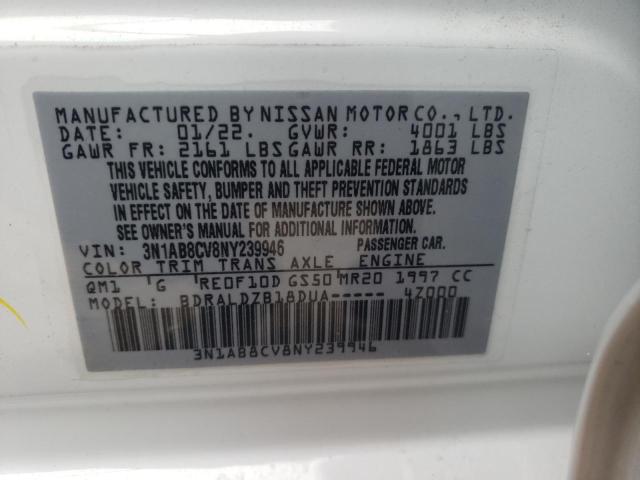 MANUFACTURED BY NISSAN MOTOR CO., LTD.
DATE: 01/22. GVWR: 4001 LBS
GAWR FR: 2161 LBS GAWR RR: 1863 LBS
THIS VEHICLE CONFORMS TO ALL APPLICABLE FEDERAL MOTOR
VEHICLE SAFETY, BUMPER AND THEFT PREVENTION STANDARDS
IN EFFECT ON THE DATE OF MANUFACTURE SHOWN ABOVE.
SEE OWNER'S MANUAL FOR ADDITIONAL INFORMATION.
VIN: 3N1AB8CV8NY239946 PASSENGER CAR.
COLOR TRIM TRANS AXLE ENGINE
QM1 'G 'RE0F10D GS50 MR20 1997 CC
MODEL: BDRALDZB18DUA----- 4Z000
3N1AB8CV8NY239946